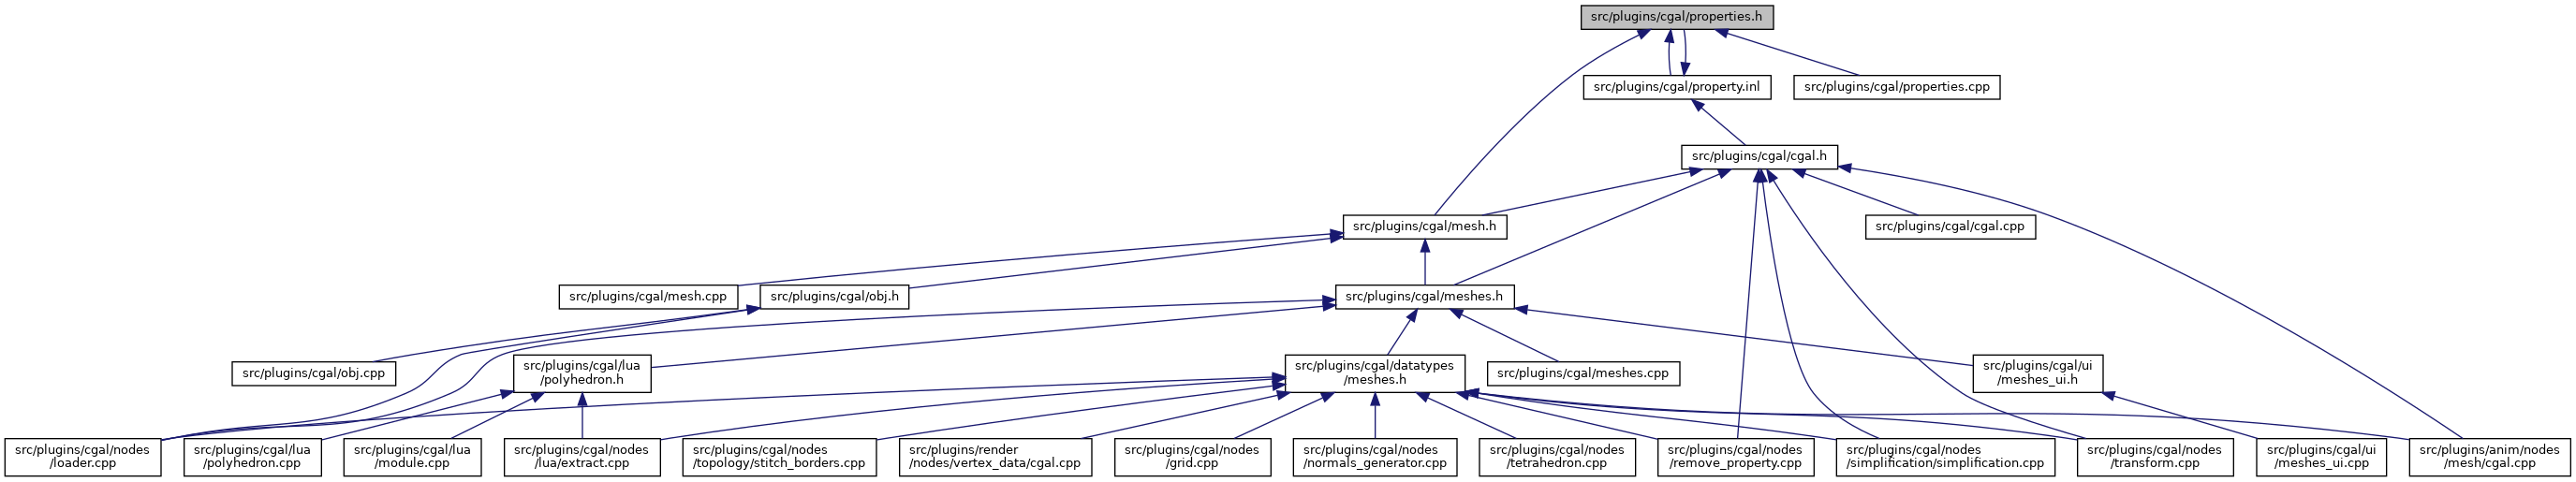 src/plugins/cgal/properties.h
src/plugins/cgal/property.inl
src/plugins/cgal/properties.cpp
src/plugins/cgal/cgal.h
src/plugins/cgal/mesh.h
src/plugins/cgal/cgal.cpp
src/plugins/cgal/mesh.cpp
src/plugins/cgal/obj.h
src/plugins/cgal/meshes.h
src/plugins/cgal/obj.cpp
src/plugins/cgal/lua
/polyhedron.h
src/plugins/cgal/datatypes
/meshes.h
src/plugins/cgal/meshes.cpp
src/plugins/cgal/ui
/meshes_ui.h
src/plugins/cgal/nodes
/loader.cpp
src/plugins/cgal/lua
/polyhedron.cpp
src/plugins/cgal/lua
/module.cpp
src/plugins/cgal/nodes
/lua/extract.cpp
src/plugins/cgal/nodes
/topology/stitch_borders.cpp
src/plugins/render
/nodes/vertex_data/cgal.cpp
src/plugins/cgal/nodes
/grid.cpp
src/plugins/cgal/nodes
/normals_generator.cpp
src/plugins/cgal/nodes
/tetrahedron.cpp
src/plugins/cgal/nodes
/remove_property.cpp
src/plugins/cgal/nodes
/simplification/simplification.cpp
src/plugins/cgal/nodes
/transform.cpp
src/plugins/cgal/ui
/meshes_ui.cpp
src/plugins/anim/nodes
/mesh/cgal.cpp